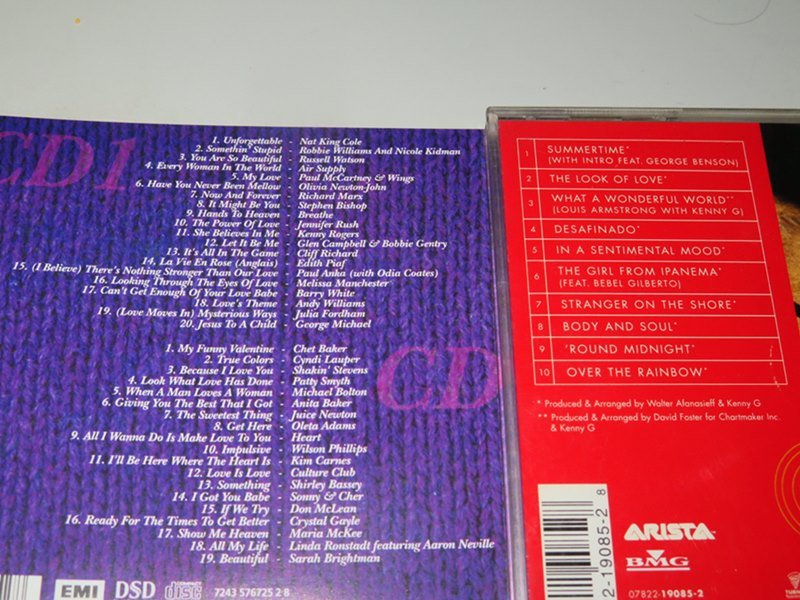 CD1
1. Unforgettable - Nat King Cole
2. Somethin' Stupid - Robbie Williams And Nicole Kidman
3. You Are So Beautiful - Russell Watson
4. Every Woman In The World - Air Supply
5. My Love - Paul McCartney & Wings
6. Have You Never Been Mellow - Olivia Newton-John
7. Now And Forever - Richard Marx
8. It Might Be You - Stephen Bishop
9. Hands To Heaven - Breathe
10. The Power Of Love - Jennifer Rush
11. She Believes In Me - Kenny Rogers
12. Let It Be Me - Glen Campbell & Bobbie Gentry
13. It's All In The Game - Cliff Richard
14. La Vie En Rose (Anglais) - Edith Piaf
15. (I Believe) There's Nothing Stronger Than Our Love - Paul Anka (with Odia Coates)
16. Looking Through The Eyes Of Love - Melissa Manchester
17. Can't Get Enough Of Your Love Babe - Barry White
18. Love's Theme - Andy Williams
19. (Love Moves In) Mysterious Ways - Julia Fordham
20. Jesus To A Child - George Michael
CD
1. My Funny Valentine - Chet Baker
2. True Colors - Cyndi Lauper
3. Because I Love You - Shakin' Stevens
4. Look What Love Has Done - Patty Smyth
5. When A Man Loves A Woman - Michael Bolton
6. Giving You The Best That I Got - Anita Baker
7. The Sweetest Thing - Juice Newton
8. Get Here - Oleta Adams
9. All I Wanna Do Is Make Love To You - Heart
10. Impulsive - Wilson Phillips
11. I'll Be Here Where The Heart Is - Kim Carnes
12. Love Is Love - Culture Club
13. Something - Shirley Bassey
14. I Got You Babe - Sonny & Cher
15. If We Try - Don McLean
16. Ready For The Times To Get Better - Crystal Gayle
17. Show Me Heaven - Maria McKee
18. All My Life - Linda Ronstadt featuring Aaron Neville
19. Beautiful - Sarah Brightman
EMI DSD COMPACT disc 7243 576725 2 8
1 SUMMERTIME*
(WITH INTRO FEAT. GEORGE BENSON)
2 THE LOOK OF LOVE*
3 WHAT A WONDERFUL WORLD**
(LOUIS ARMSTRONG WITH KENNY G)
4 DESAFINADO*
5 IN A SENTIMENTAL MOOD*
6 THE GIRL FROM IPANEMA*
(FEAT. BEBEL GILBERTO)
7 STRANGER ON THE SHORE*
8 BODY AND SOUL*
9 'ROUND MIDNIGHT*
10 OVER THE RAINBOW*
* Produced & Arranged by Walter Afanasieff & Kenny G
** Produced & Arranged by David Foster for Chartmaker Inc.
& Kenny G
2-19085-2 8
ARISTA
BMG
07822-19085-2